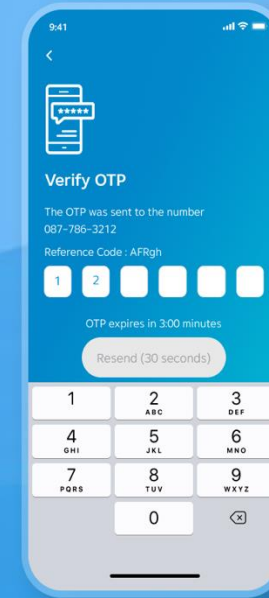 9:41
*****
Verify OTP
The OTP was sent to the number
087-786-3212
Reference Code : AFRgh
1 2
OTP expires in 3:00 minutes
Resend (30 seconds)
1 2 3
ABC DEF
4 5 6
GHI JKL MNO
7 8 9
PQRS TUV WXYZ
0